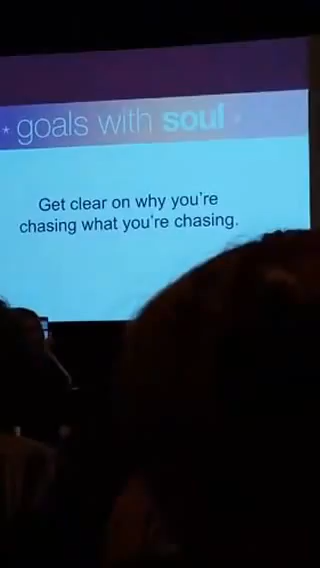 * goals with soul *
Get clear on why you're
chasing what you're chasing.